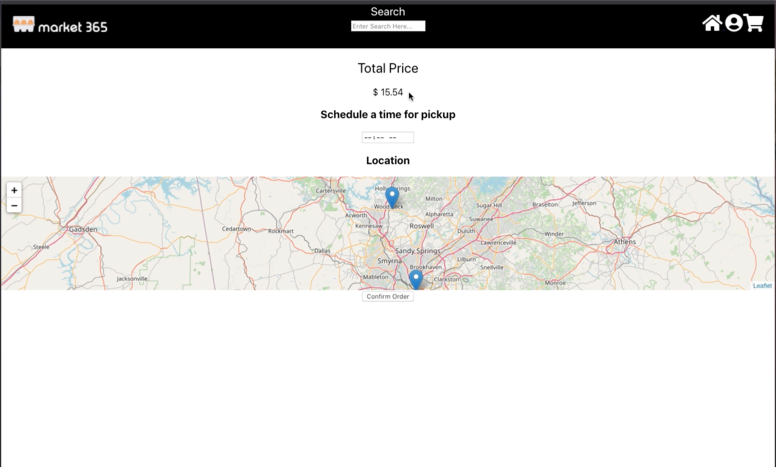 Search
market 365
Enter Search Here...
Total Price
$ 15.54
Schedule a time for pickup
--:-- --
Location
+
−
Cartersville
Holly Springs
Milton
Sugar Hill
Braselton
Jefferson
Acworth
Alpharetta
Suwanee
Gadsden
Cedartown
Rockmart
Kennesaw
Roswell
Duluth
Winder
Athens
Steele
Dallas
Sandy Springs
Lawrenceville
Smyrna
Lilburn
Jacksonville
Mableton
Brookhaven
Snellville
Clarkston
Monroe
Leaflet
Confirm Order